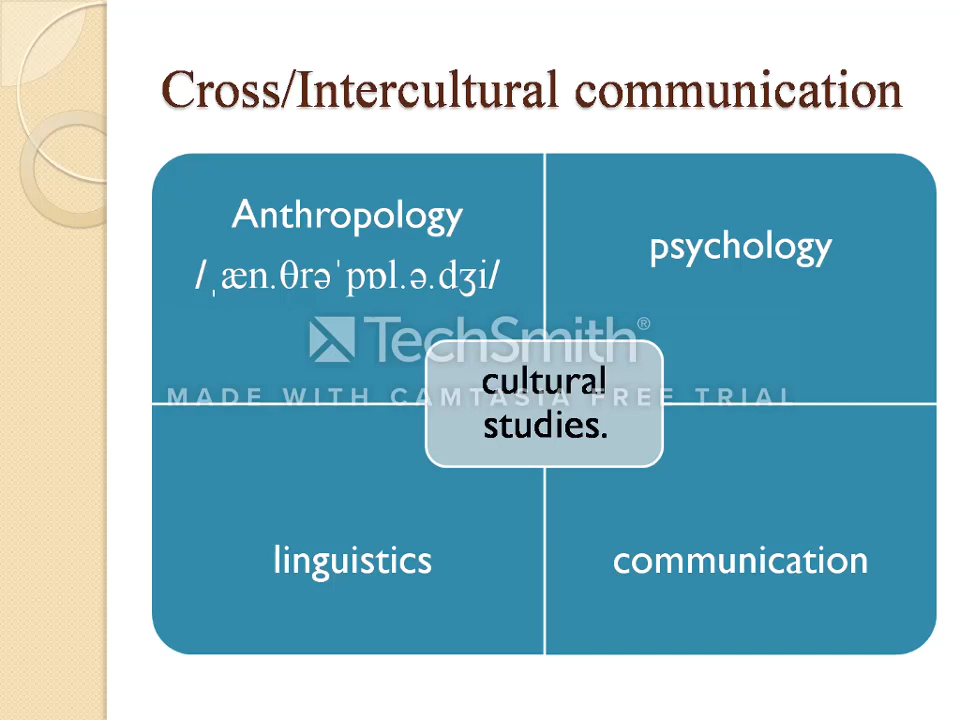 Cross/Intercultural communication
Anthropology
/ˌæn.θrəˈpɒl.ə.dʒi/
psychology
TechSmith®
MADE WITH CAMTASIA FREE TRIAL
cultural
studies.
linguistics
communication